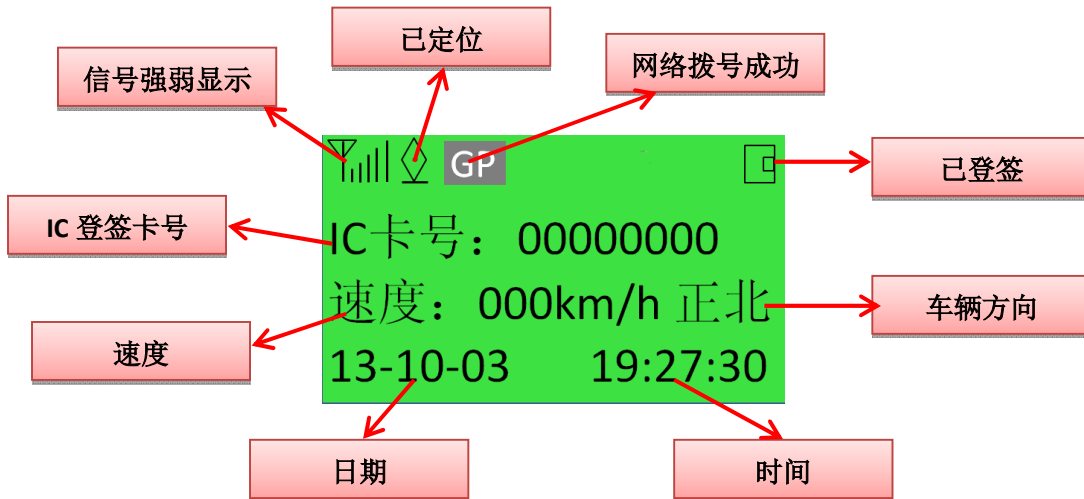 已定位
信号强弱显示
网络拨号成功
GP
已登签
IC 登签卡号
IC卡号：00000000
速度：000km/h 正北
车辆方向
速度
13-10-03 19:27:30
日期
时间